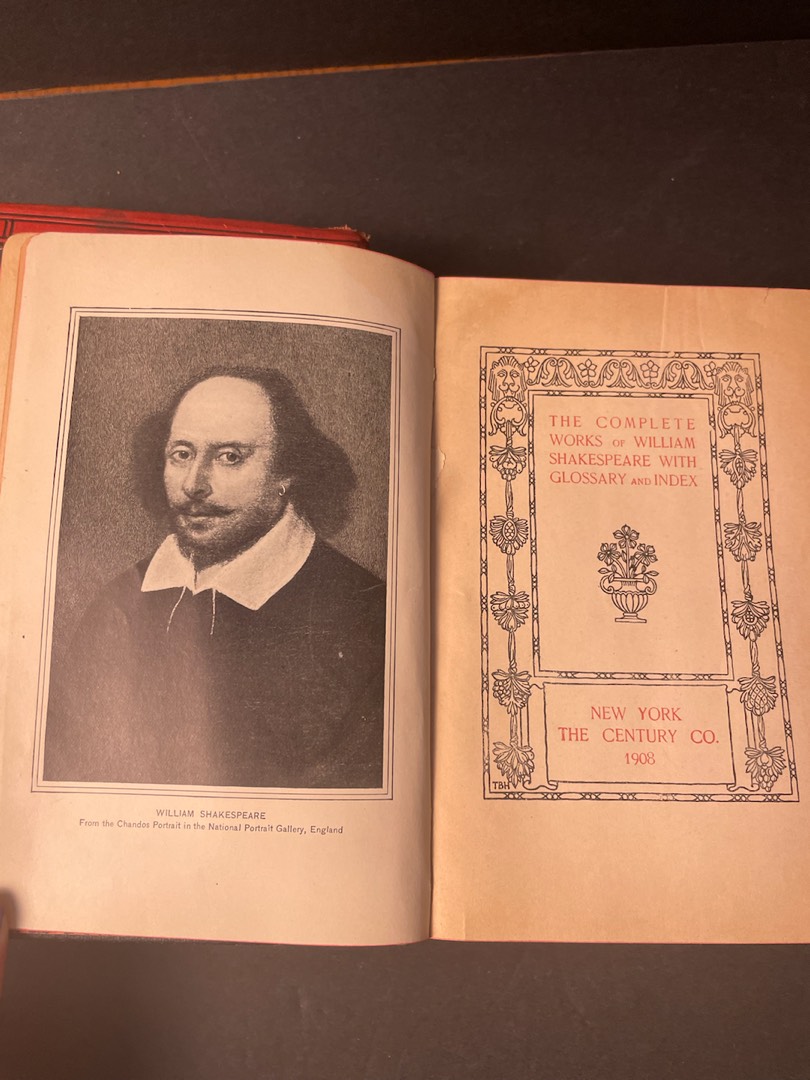 WILLIAM SHAKESPEARE
From the Chandos Portrait in the National Portrait Gallery, England
THE COMPLETE
WORKS OF WILLIAM
SHAKESPEARE WITH
GLOSSARY AND INDEX
NEW YORK
THE CENTURY CO.
1908
TBH